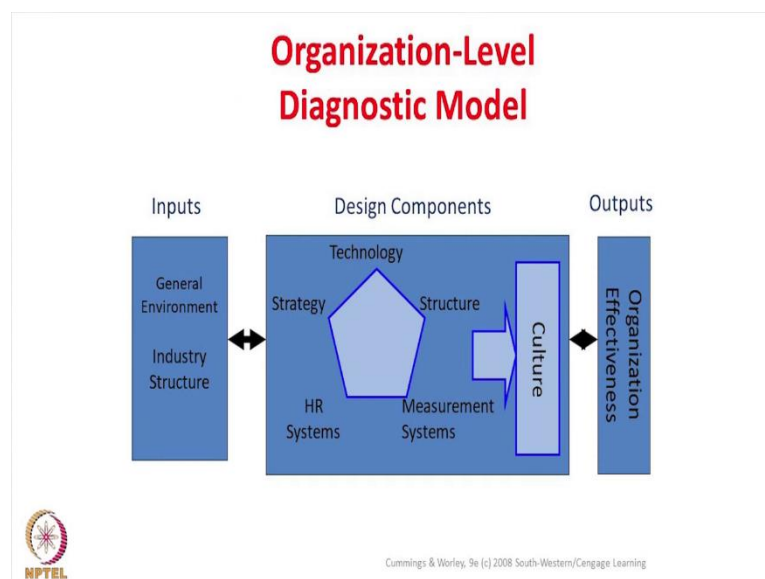 Organization-Level
Diagnostic Model
Inputs
Design Components
Outputs
General
Environment
Industry
Structure
Technology
Strategy
Structure
HR
Systems
Measurement
Systems
Culture
Organization
Effectiveness
NPTEL
Cummings & Worley, 9e (c) 2008 South-Western/Cengage Learning